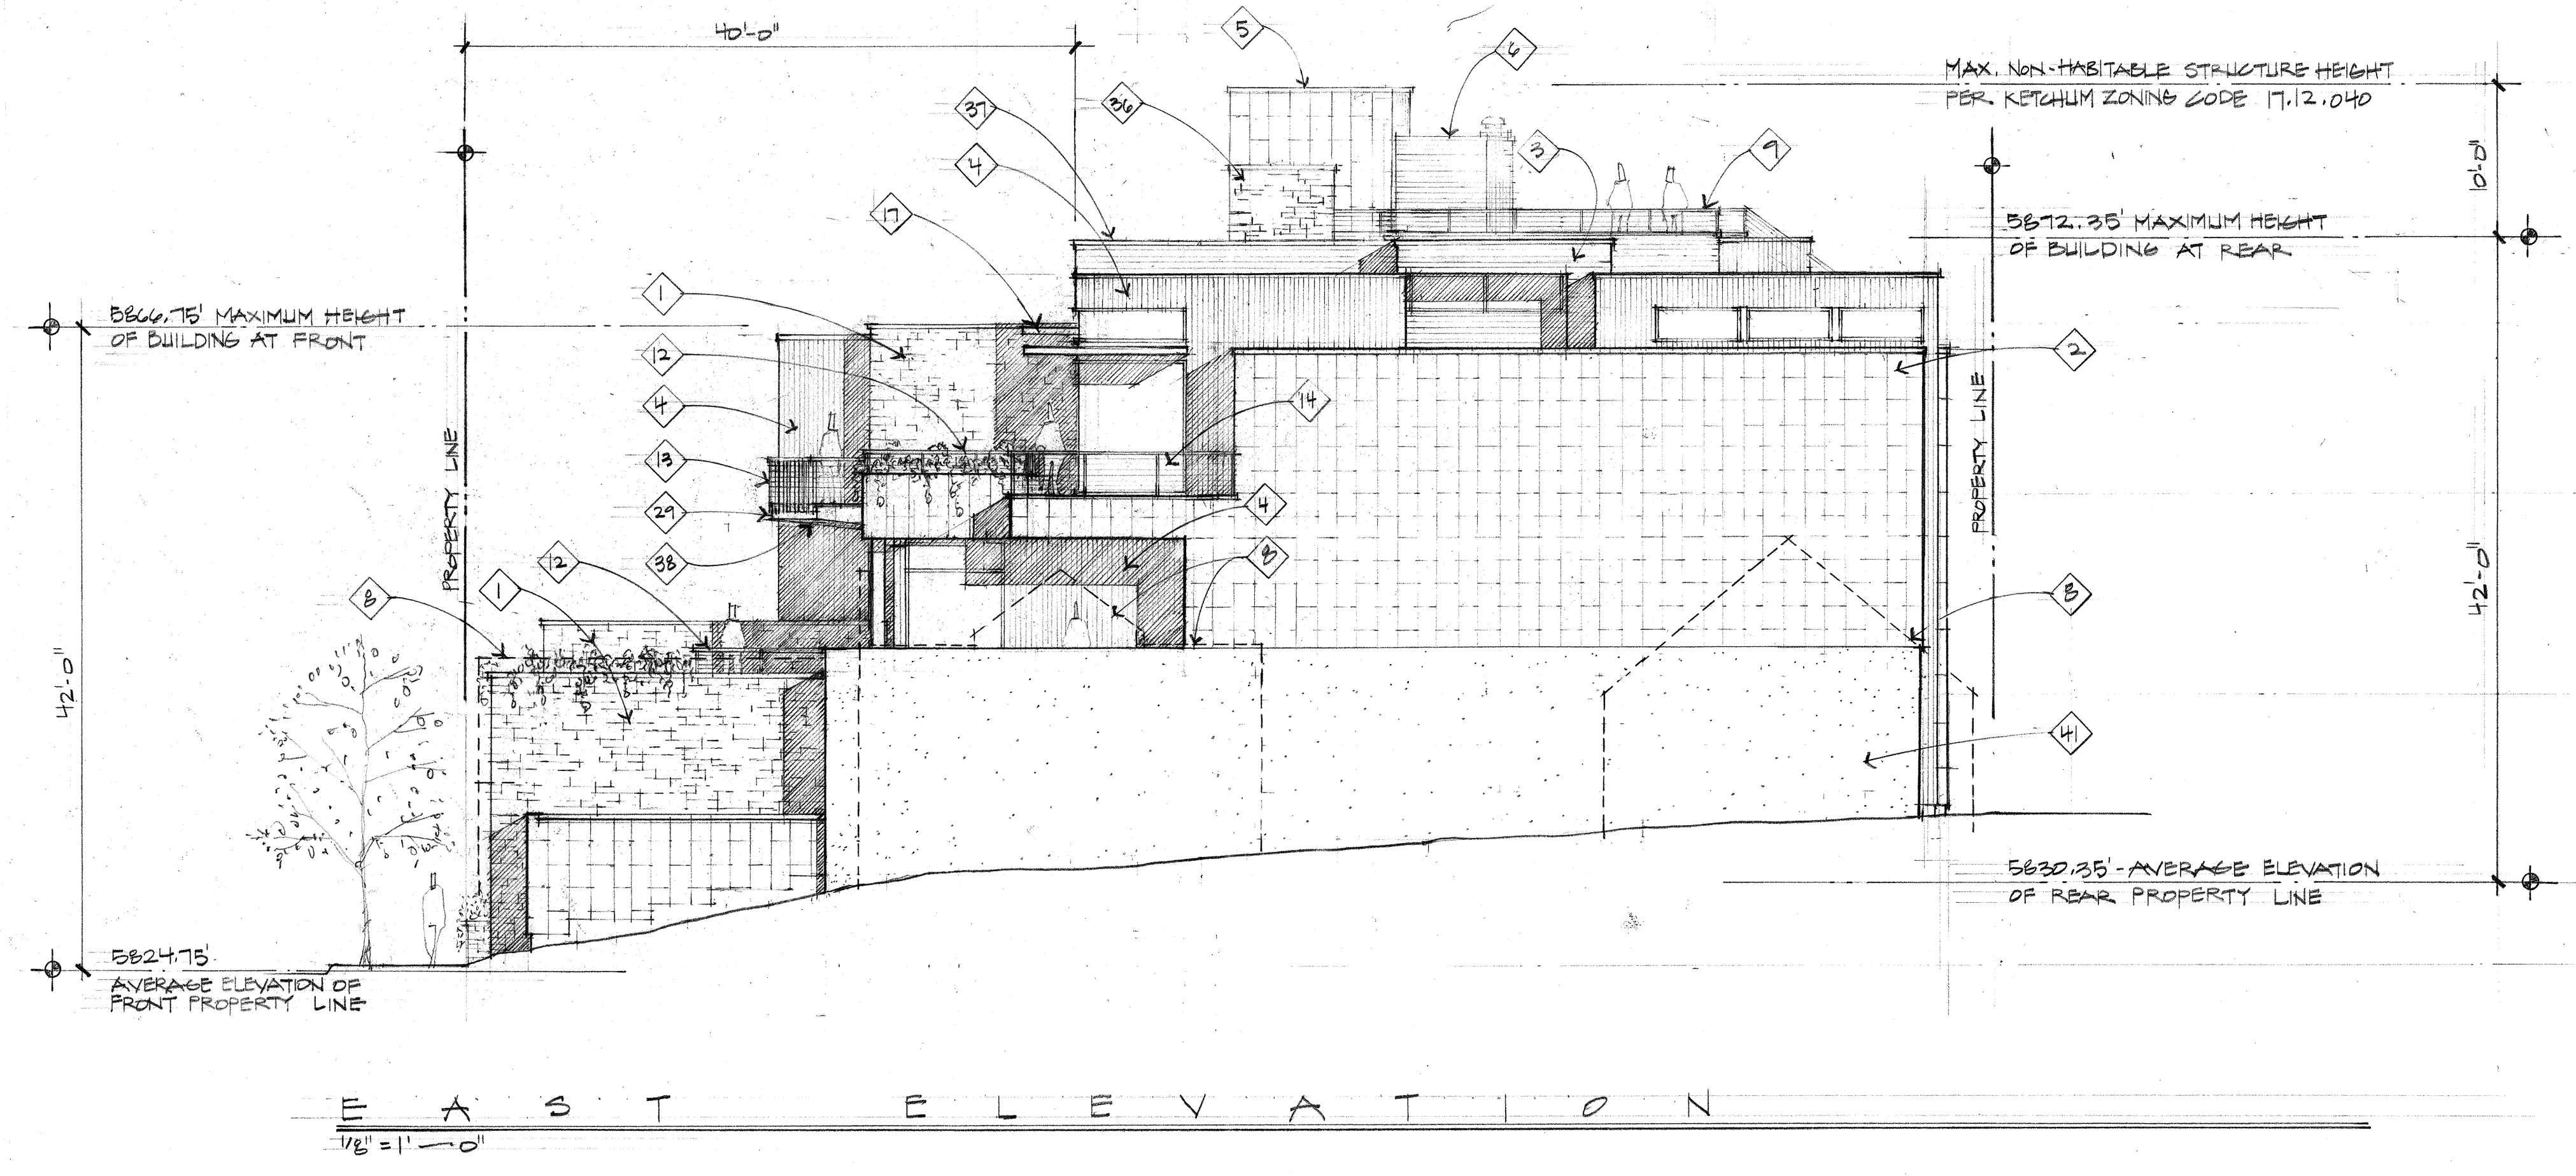 40'-0"
5
6
MAX. NON-HABITABLE STRUCTURE HEIGHT
PER KETCHUM ZONING CODE 17.12.040
37
36
4
3
9
10'-0"
17
5872.35' MAXIMUM HEIGHT
OF BUILDING AT REAR
1
5866.75' MAXIMUM HEIGHT
OF BUILDING AT FRONT
12
2
4
14
PROPERTY LINE
PROPERTY LINE
13
29
4
38
12
8
1
8
8
42'-0"
42'-0"
41
5830.35'-AVERAGE ELEVATION
OF REAR PROPERTY LINE
5824.75'
AVERAGE ELEVATION OF
FRONT PROPERTY LINE
EAST ELEVATION
1/8" = 1'-0"